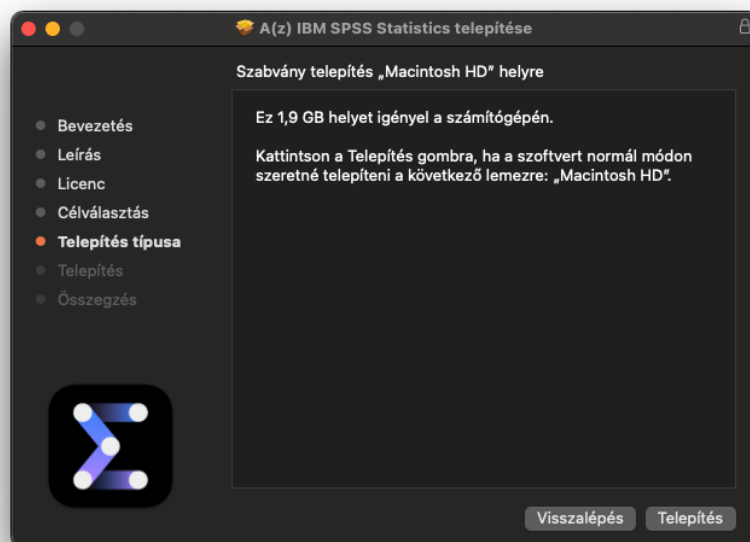 A(z) IBM SPSS Statistics telepítése
Szabvány telepítés „Macintosh HD” helyre
Bevezetés
Leírás
Licenc
Célválasztás
Telepítés típusa
Telepítés
Összegzés
Ez 1,9 GB helyet igényel a számítógépén.
Kattintson a Telepítés gombra, ha a szoftvert normál módon
szeretné telepíteni a következő lemezre: „Macintosh HD”.
Visszalépés
Telepítés